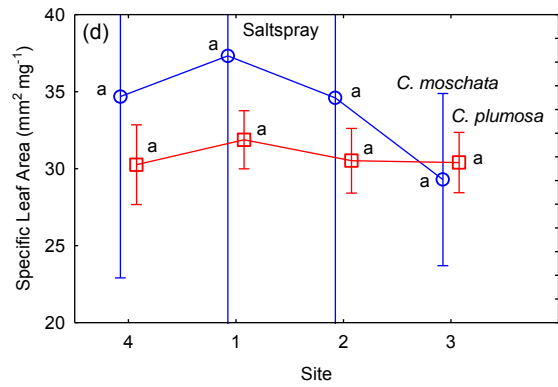 (d)
Saltspray
40
35
30
25
20
Specific Leaf Area (mm² mg⁻¹)
C. moschata
C. plumosa
a
a
a
a
a
a
a
a
4 1 2 3
Site